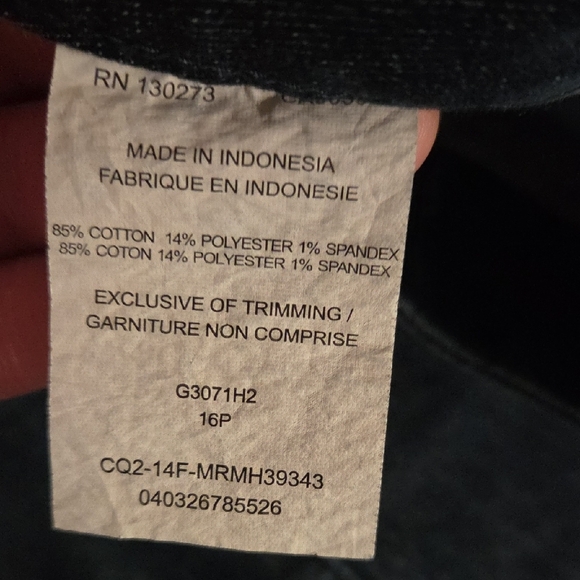 RN 130273
MADE IN INDONESIA
FABRIQUE EN INDONESIE
85% COTTON 14% POLYESTER 1% SPANDEX
85% COTON 14% POLYESTER 1% SPANDEX
EXCLUSIVE OF TRIMMING /
GARNITURE NON COMPRISE
G3071H2
16P
CQ2-14F-MRMH39343
040326785526